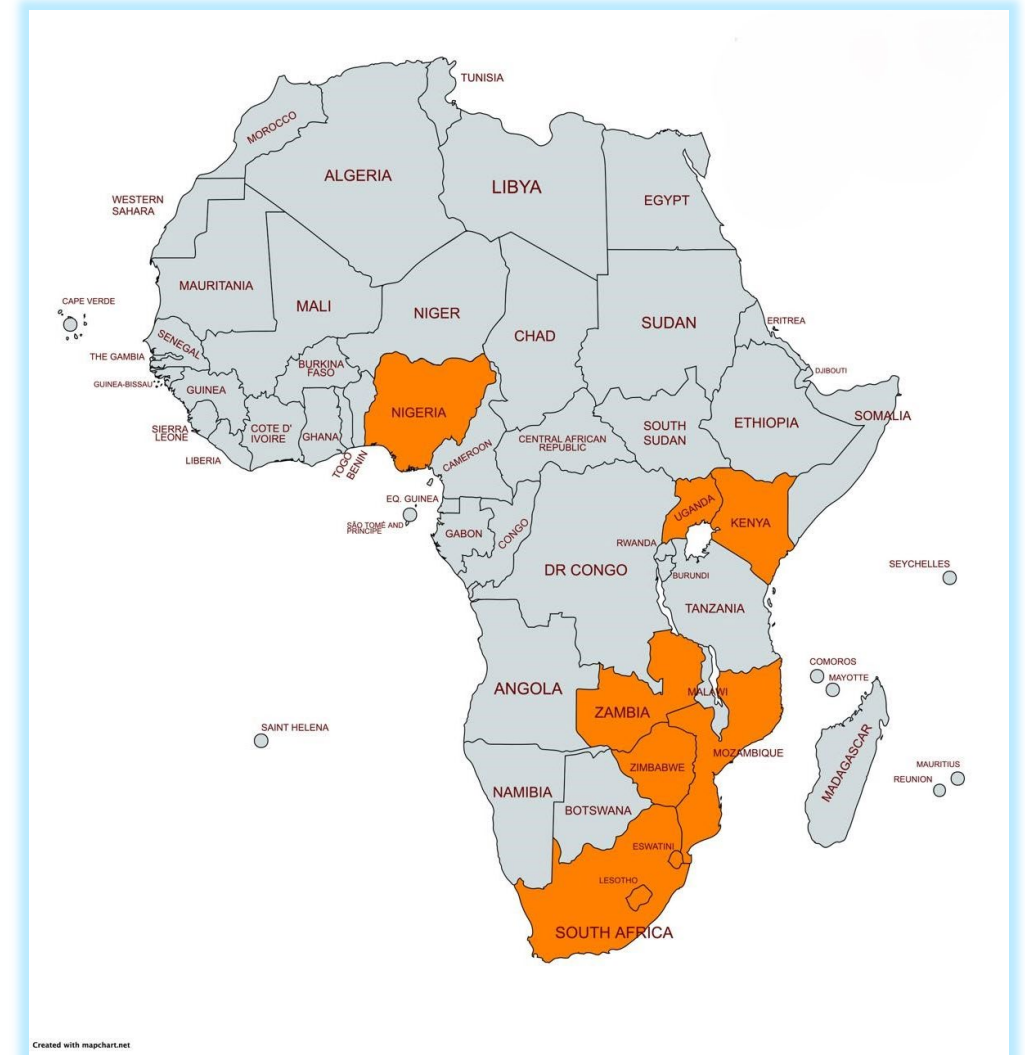 TUNISIA
MOROCCO
ALGERIA
LIBYA
EGYPT
WESTERN
SAHARA
MAURITANIA
MALI
NIGER
CHAD
SUDAN
ERITREA
CAPE VERDE
SENEGAL
THE GAMBIA
GUINEA-BISSAU
GUINEA
BURKINA
FASO
DJIBOUTI
NIGERIA
SIERRA
LEONE
COTE D'
IVOIRE
GHANA
LIBERIA
TOGO
BENIN
CAMEROON
CENTRAL AFRICAN
REPUBLIC
SOUTH
SUDAN
ETHIOPIA
SOMALIA
EQ. GUINEA
SÃO TOMÉ AND
PRINCIPE
GABON
CONGO
UGANDA
KENYA
RWANDA
DR CONGO
BURUNDI
SEYCHELLES
TANZANIA
COMOROS
MAYOTTE
ANGOLA
MALAWI
ZAMBIA
SAINT HELENA
MOZAMBIQUE
MADAGASCAR
ZIMBABWE
MAURITIUS
REUNION
NAMIBIA
BOTSWANA
ESWATINI
LESOTHO
SOUTH AFRICA
Created with mapchart.net